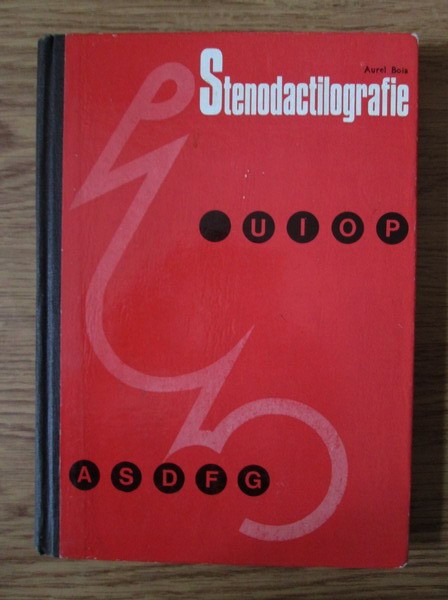 Aurel Boia
Stenodactilografie
U I O P
A S D F G